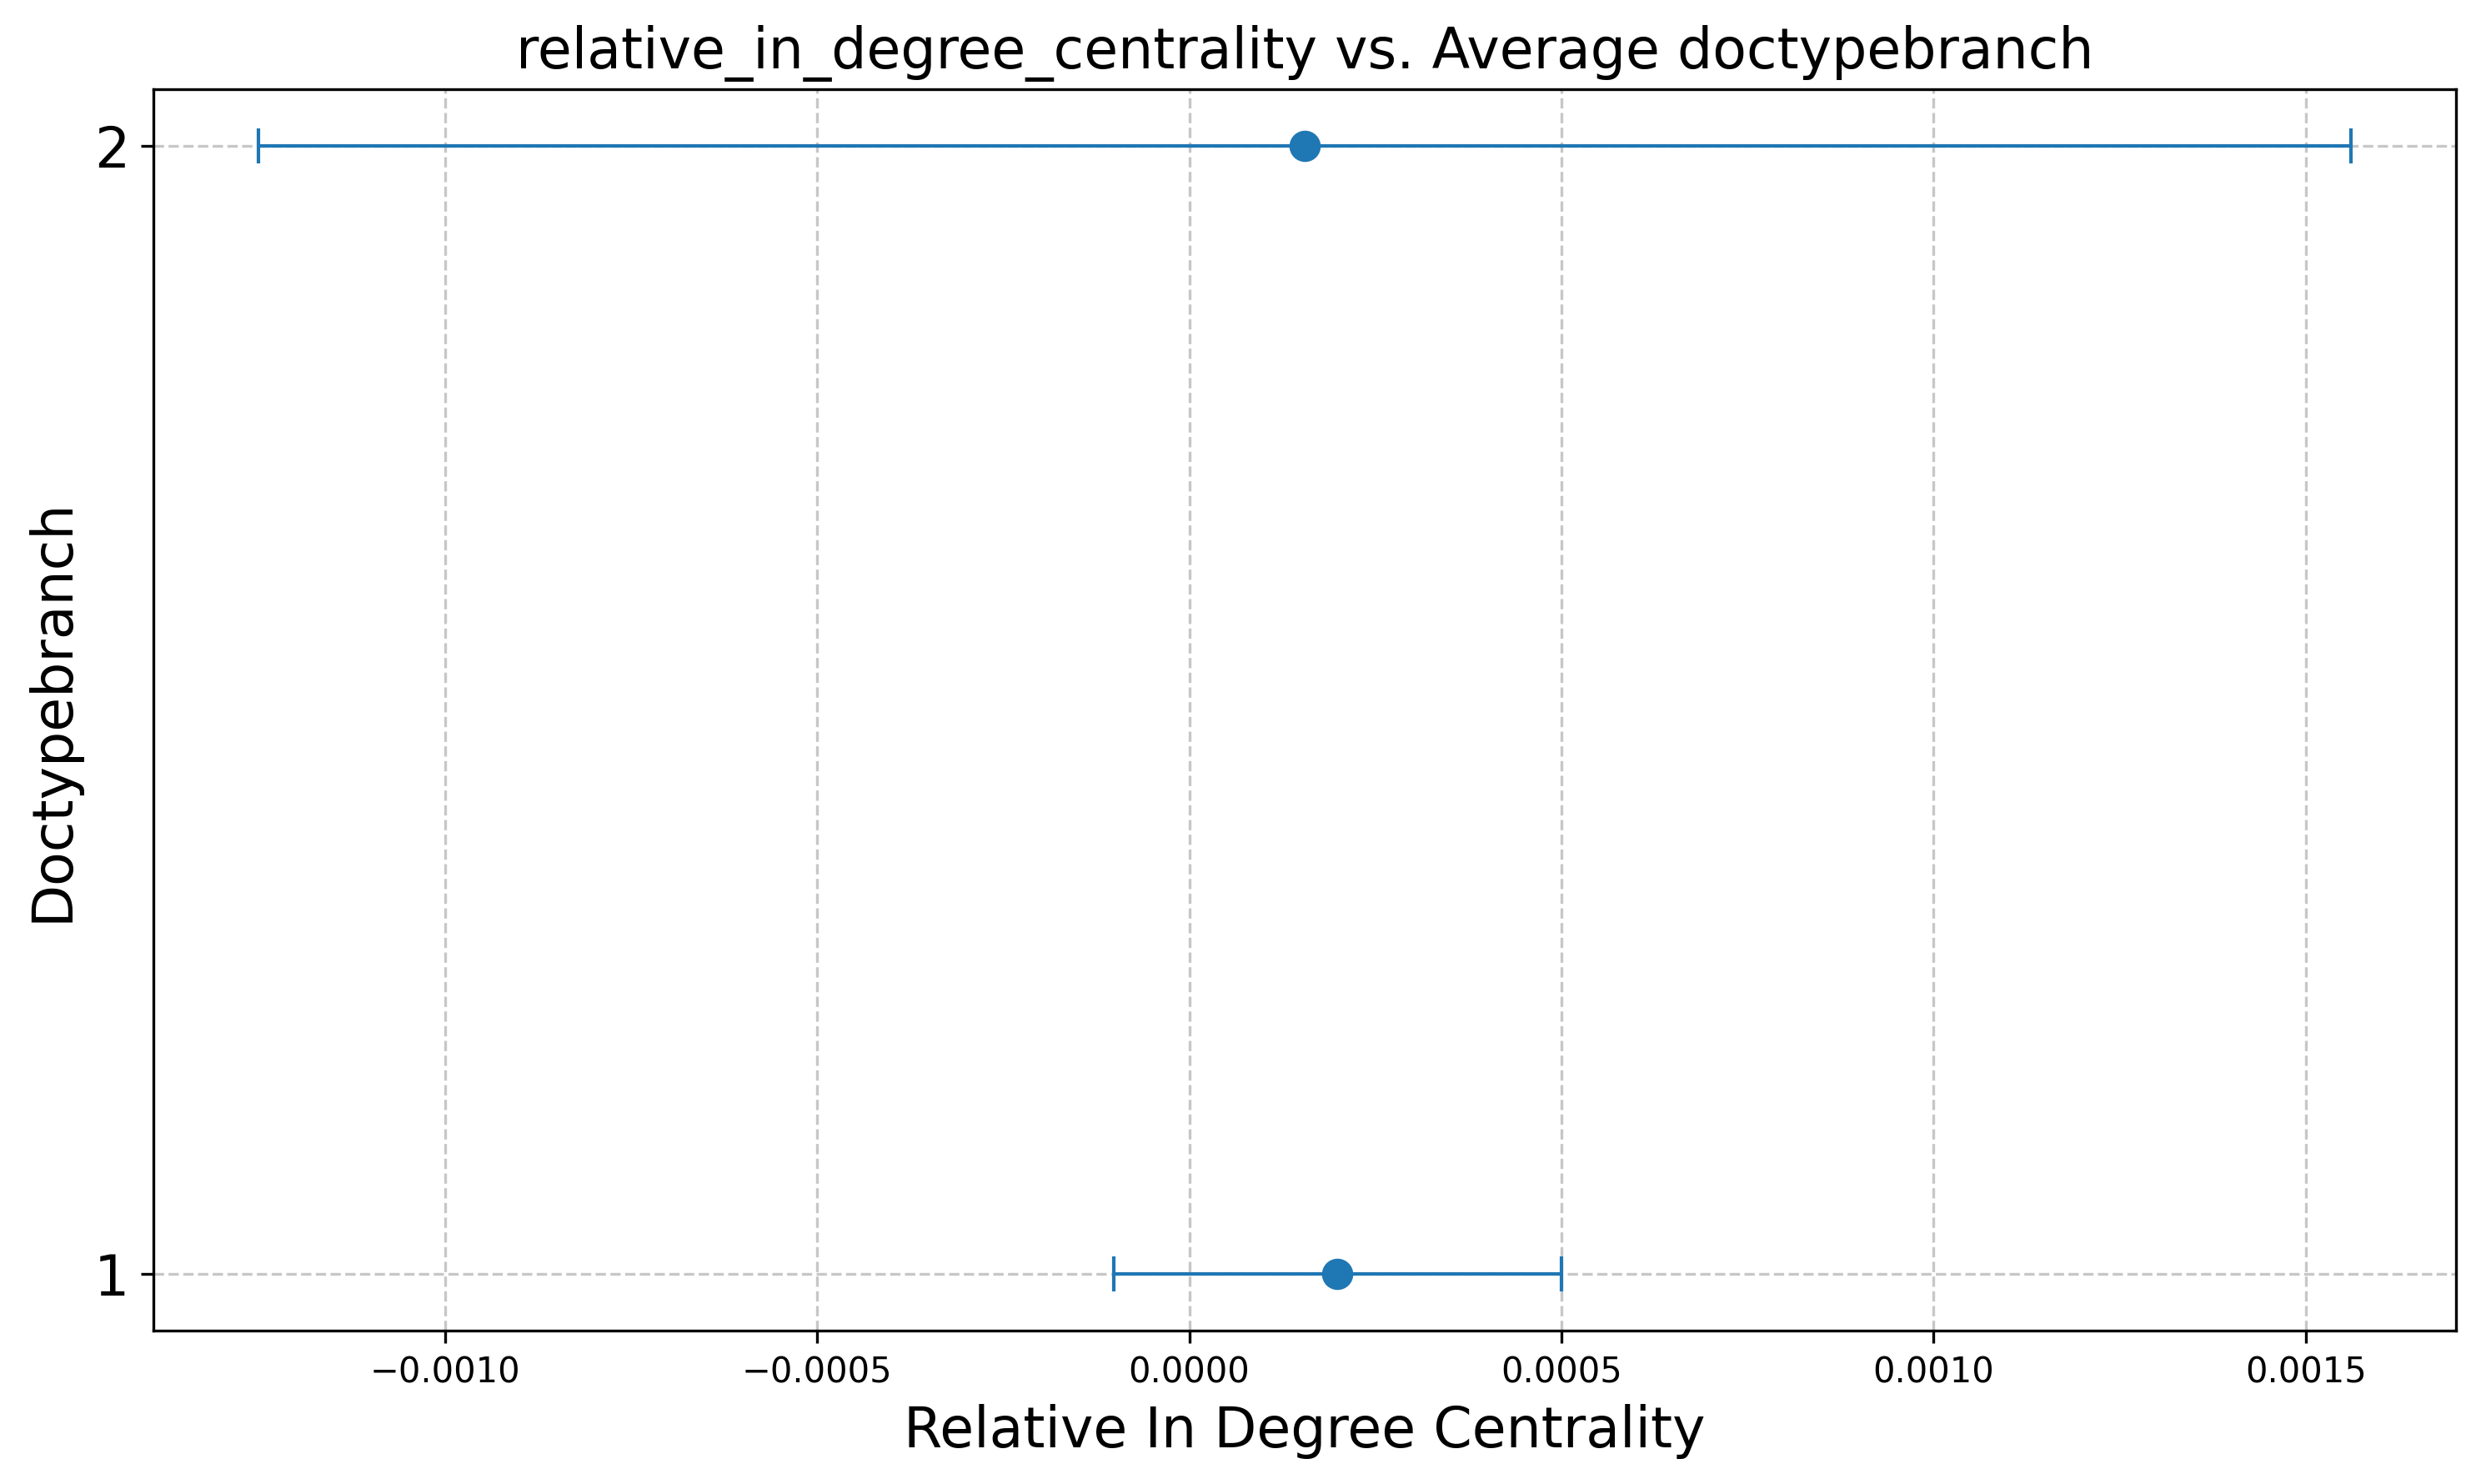 relative_in_degree_centrality vs. Average doctypebranch
Doctypebranch
2
1
−0.0010 −0.0005 0.0000 0.0005 0.0010 0.0015
Relative In Degree Centrality